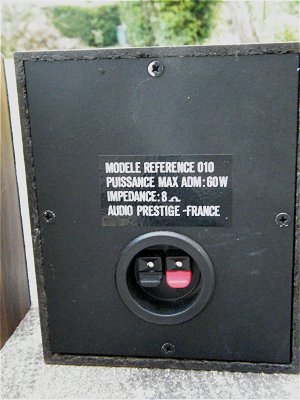 MODELE REFERENCE 010
PUISSANCE MAX ADM: 60W
IMPEDANCE: 8 Ω
AUDIO PRESTIGE -FRANCE